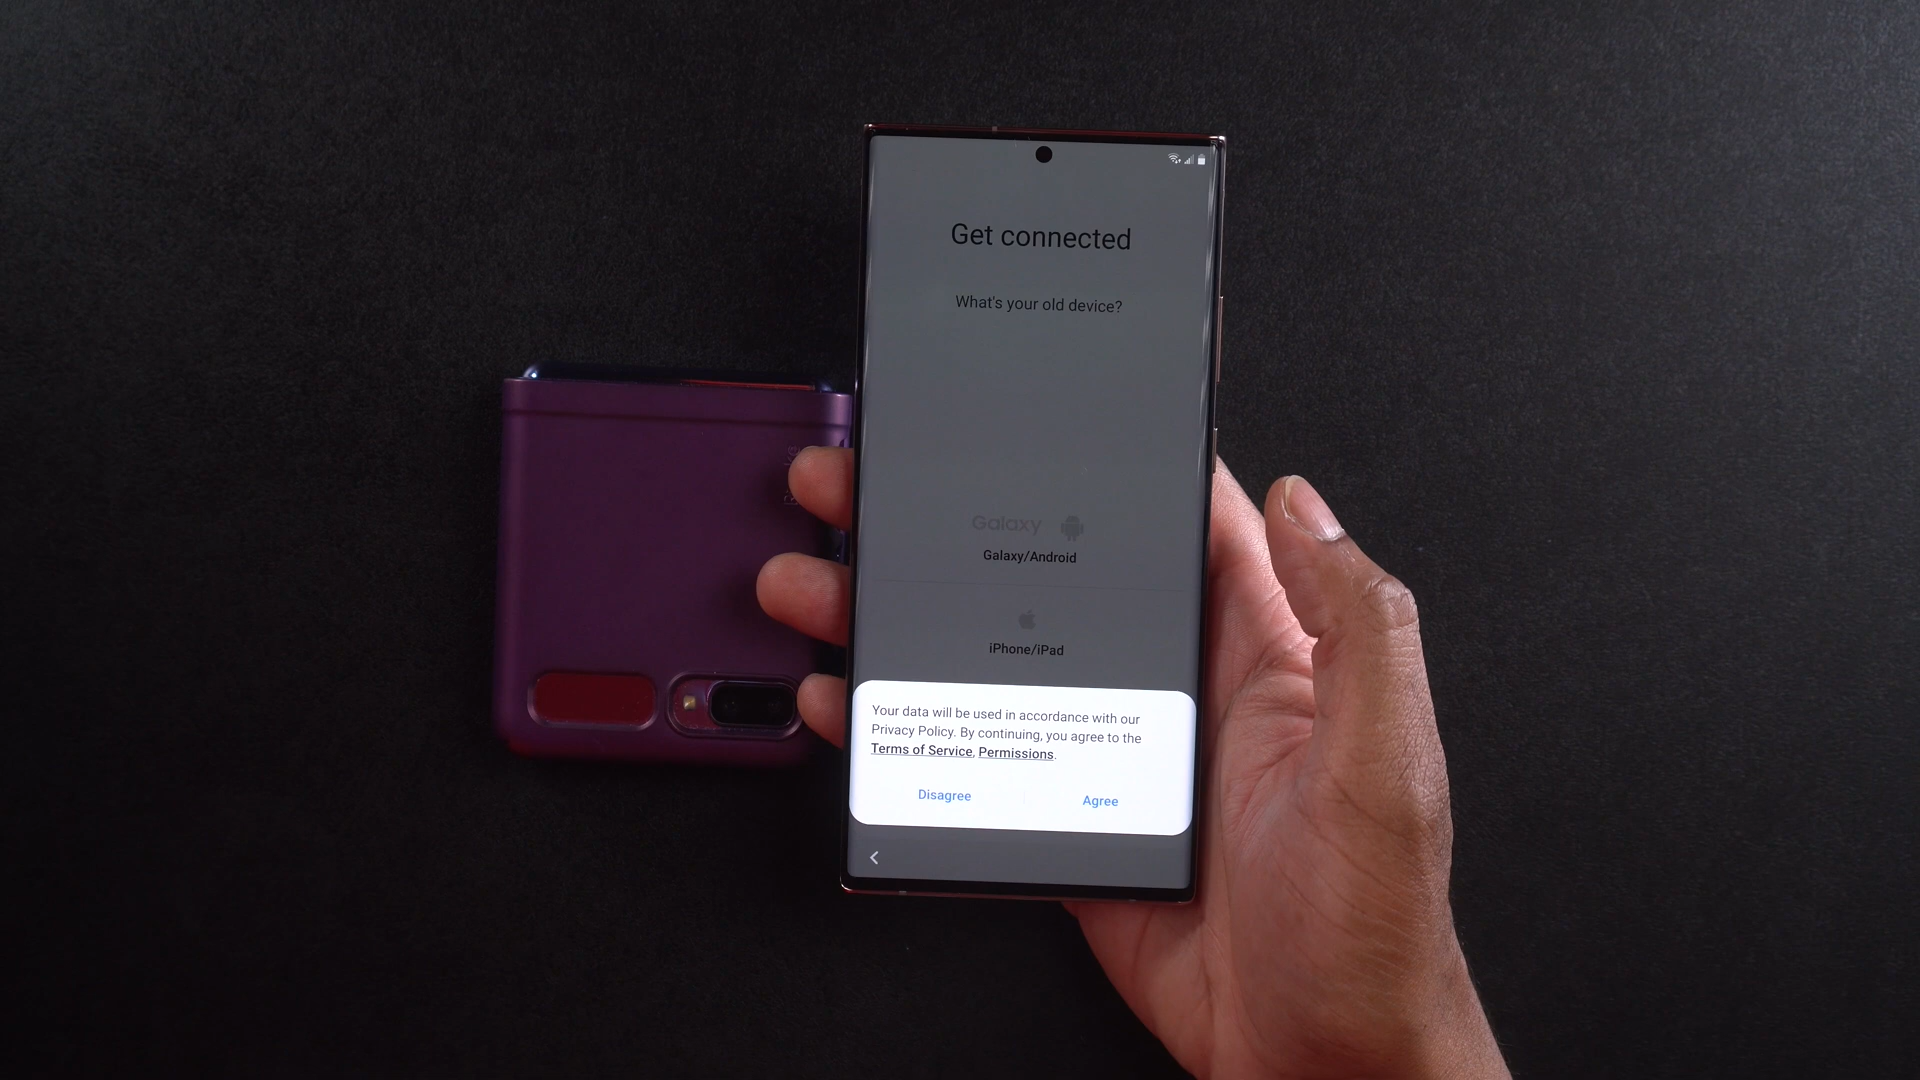 Get connected
What's your old device?
Galaxy
Galaxy/Android
iPhone/iPad
Your data will be used in accordance with our
Privacy Policy. By continuing, you agree to the
Terms of Service, Permissions.
Disagree
Agree